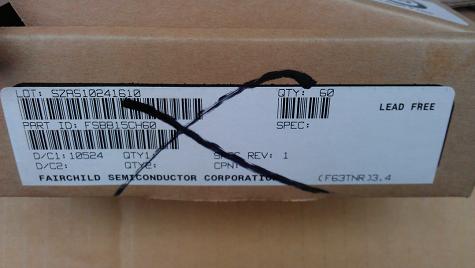 LOT: SZAS10241610 QTY: 60
LEAD FREE
PART ID: FSBB15CH60 SPEC:
D/C1: 10524 QTY1: SPEC REV: 1
D/C2: QTY2: CPN:
FAIRCHILD SEMICONDUCTOR CORPORATION (F63TNR)3.4